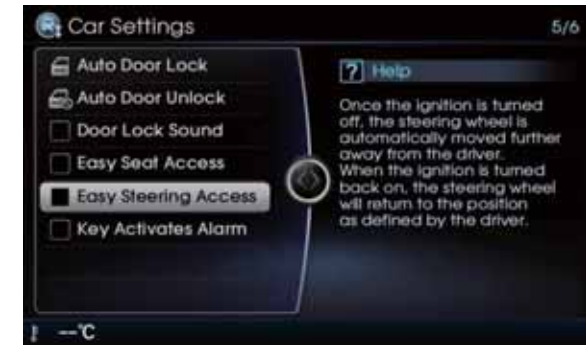 Car Settings
5/6
Auto Door Lock
Auto Door Unlock
Door Lock Sound
Easy Seat Access
Easy Steering Access
Key Activates Alarm
? Help
Once the ignition is turned
off, the steering wheel is
automatically moved further
away from the driver.
When the ignition is turned
back on, the steering wheel
will return to the position
as defined by the driver.
--℃